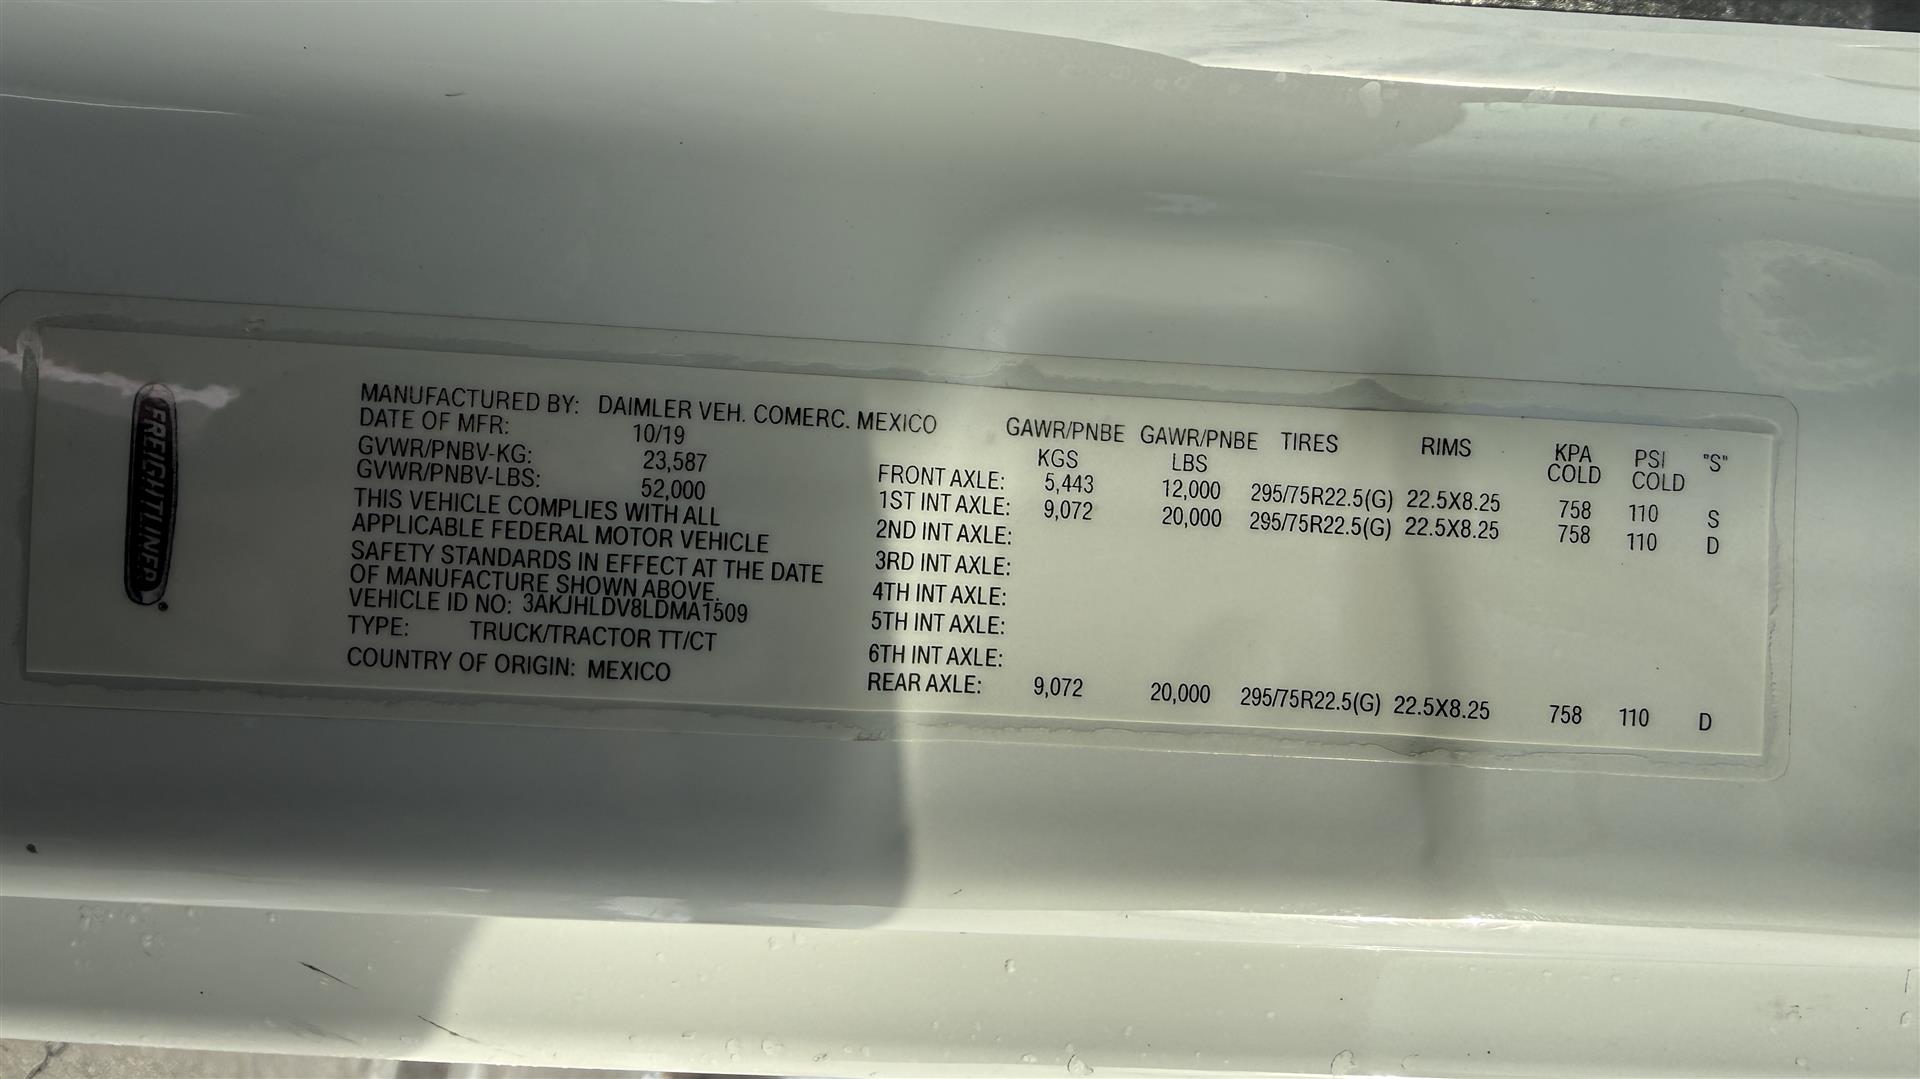 FREIGHTLINER
MANUFACTURED BY: DAIMLER VEH. COMERC. MEXICO
DATE OF MFR: 10/19
GVWR/PNBV-KG: 23,587
GVWR/PNBV-LBS: 52,000
THIS VEHICLE COMPLIES WITH ALL
APPLICABLE FEDERAL MOTOR VEHICLE
SAFETY STANDARDS IN EFFECT AT THE DATE
OF MANUFACTURE SHOWN ABOVE.
VEHICLE ID NO: 3AKJHLDV8LDMA1509
TYPE: TRUCK/TRACTOR TT/CT
COUNTRY OF ORIGIN: MEXICO
GAWR/PNBE GAWR/PNBE TIRES RIMS KPA PSI "S"
KGS LBS COLD COLD
FRONT AXLE: 5,443 12,000 295/75R22.5(G) 22.5X8.25 758 110 S
1ST INT AXLE: 9,072 20,000 295/75R22.5(G) 22.5X8.25 758 110 D
2ND INT AXLE:
3RD INT AXLE:
4TH INT AXLE:
5TH INT AXLE:
6TH INT AXLE:
REAR AXLE: 9,072 20,000 295/75R22.5(G) 22.5X8.25 758 110 D